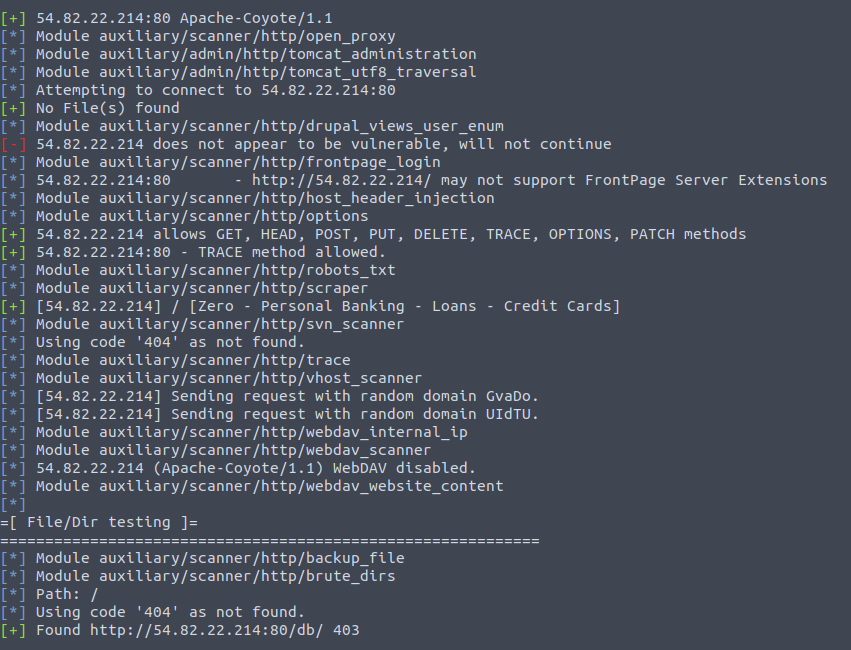 [+] 54.82.22.214:80 Apache-Coyote/1.1
[*] Module auxiliary/scanner/http/open_proxy
[*] Module auxiliary/admin/http/tomcat_administration
[*] Module auxiliary/admin/http/tomcat_utf8_traversal
[*] Attempting to connect to 54.82.22.214:80
[+] No File(s) found
[*] Module auxiliary/scanner/http/drupal_views_user_enum
[-] 54.82.22.214 does not appear to be vulnerable, will not continue
[*] Module auxiliary/scanner/http/frontpage_login
[*] 54.82.22.214:80       - http://54.82.22.214/ may not support FrontPage Server Extensions
[*] Module auxiliary/scanner/http/host_header_injection
[*] Module auxiliary/scanner/http/options
[+] 54.82.22.214 allows GET, HEAD, POST, PUT, DELETE, TRACE, OPTIONS, PATCH methods
[+] 54.82.22.214:80 - TRACE method allowed.
[*] Module auxiliary/scanner/http/robots_txt
[*] Module auxiliary/scanner/http/scraper
[+] [54.82.22.214] / [Zero - Personal Banking - Loans - Credit Cards]
[*] Module auxiliary/scanner/http/svn_scanner
[*] Using code '404' as not found.
[*] Module auxiliary/scanner/http/trace
[*] Module auxiliary/scanner/http/vhost_scanner
[*] [54.82.22.214] Sending request with random domain GvaDo.
[*] [54.82.22.214] Sending request with random domain UIdTU.
[*] Module auxiliary/scanner/http/webdav_internal_ip
[*] Module auxiliary/scanner/http/webdav_scanner
[*] 54.82.22.214 (Apache-Coyote/1.1) WebDAV disabled.
[*] Module auxiliary/scanner/http/webdav_website_content
[*]
=[ File/Dir testing ]=
============================================================
[*] Module auxiliary/scanner/http/backup_file
[*] Module auxiliary/scanner/http/brute_dirs
[*] Path: /
[*] Using code '404' as not found.
[+] Found http://54.82.22.214:80/db/ 403